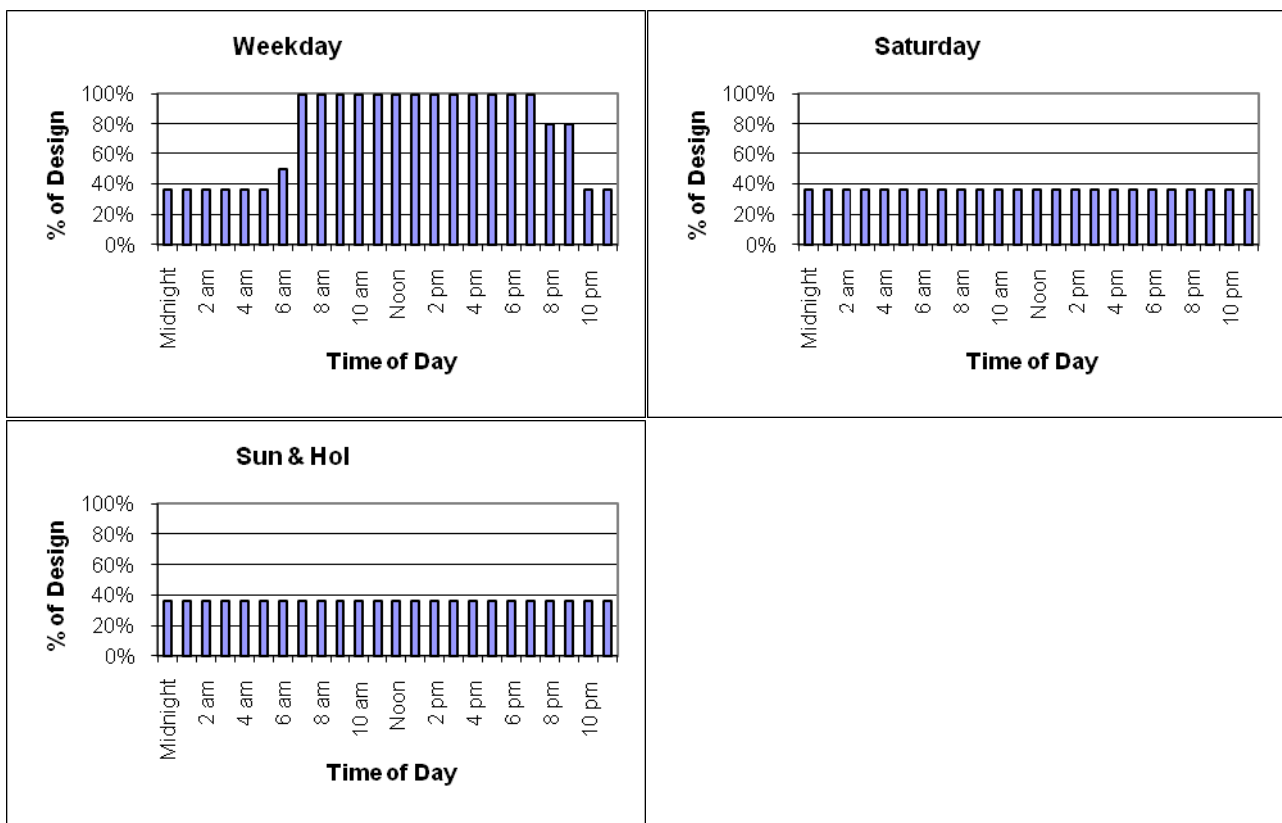 Weekday
% of Design
100%
80%
60%
40%
20%
0%
Midnight
2 am
4 am
6 am
8 am
10 am
Noon
2 pm
4 pm
6 pm
8 pm
10 pm
Time of Day
Saturday
% of Design
100%
80%
60%
40%
20%
0%
Midnight
2 am
4 am
6 am
8 am
10 am
Noon
2 pm
4 pm
6 pm
8 pm
10 pm
Time of Day
Sun & Hol
% of Design
100%
80%
60%
40%
20%
0%
Midnight
2 am
4 am
6 am
8 am
10 am
Noon
2 pm
4 pm
6 pm
8 pm
10 pm
Time of Day